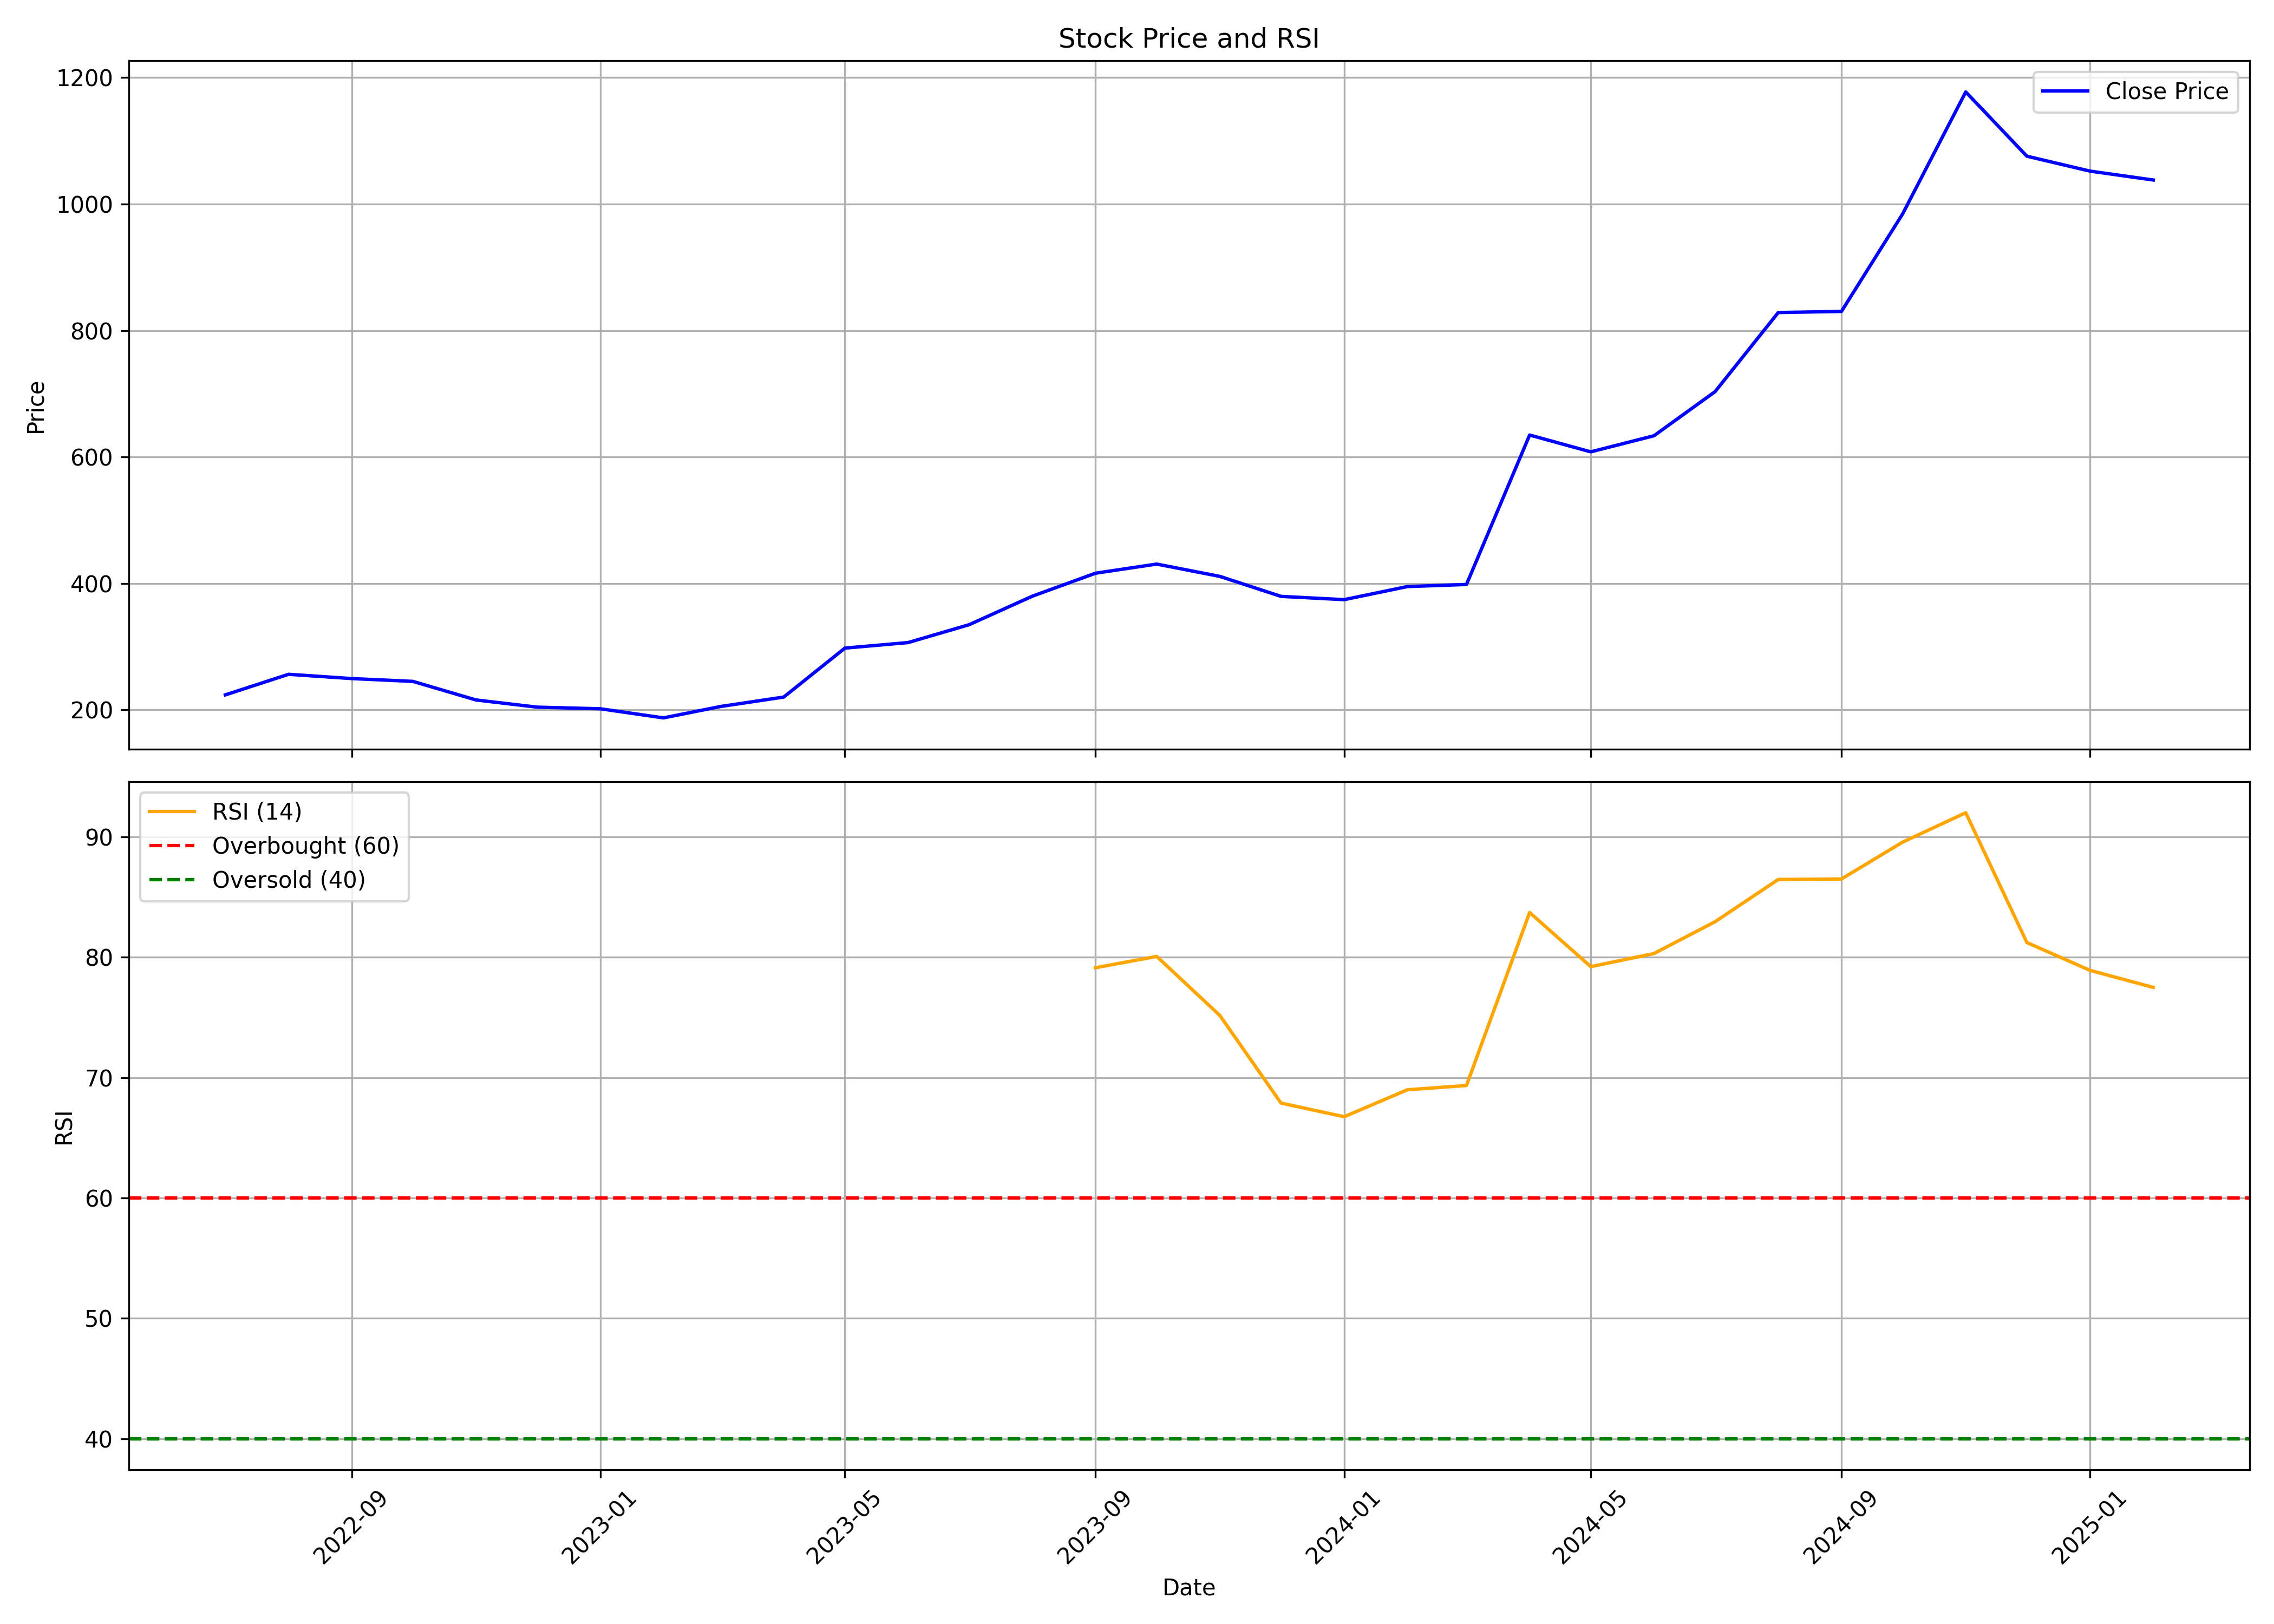 Stock Price and RSI
1200
1000
800
600
400
200
Price
Close Price
RSI (14)
Overbought (60)
Oversold (40)
90
80
70
60
50
40
RSI
2022-09
2023-01
2023-05
2023-09
2024-01
2024-05
2024-09
2025-01
Date